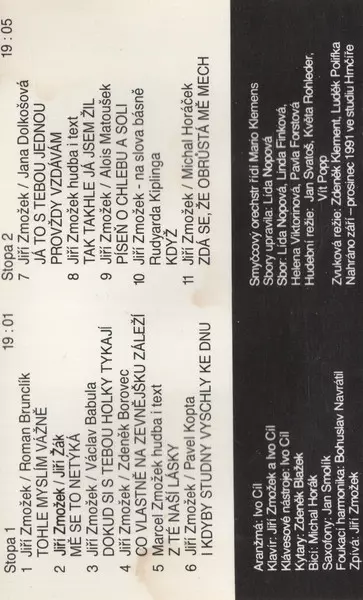 Stopa 1 19:01
1 Jiří Zmožek / Roman Brunclík
TOHLE MYSLÍM VÁŽNĚ
2 Jiří Zmožek / Jiří Žák
MĚ SE TO NETYKÁ
3 Jiří Zmožek / Václav Babula
DOKUD SI S TEBOU HOLKY TYKAJÍ
4 Jiří Zmožek / Zdeněk Borovec
CO VLASTNĚ NA ZEVNĚJŠKU ZÁLEŽÍ
5 Marcel Zmožek hudba i text
Z TÉ NAŠÍ LÁSKY
6 Jiří Zmožek / Pavel Kopta
I KDYBY STUDNY VYSCHLY KE DNU
Stopa 2 19:05
7 Jiří Zmožek / Jana Dolkošová
JÁ TO S TEBOU JEDNOU
PROVŽDY VZDÁVÁM
8 Jiří Zmožek hudba i text
TAK TAKHLE JÁ JSEM ŽIL
9 Jiří Zmožek / Alois Matoušek
PÍSEŇ O CHLEBU A SOLI
10 Jiří Zmožek - na slova básně
Rudyarda Kiplinga
KDYŽ
11 Jiří Zmožek / Michal Horáček
ZDÁ SE, ŽE OBRŮSTÁ MĚ MECH
Aranžmá: Ivo Cíl
Klavír: Jiří Zmožek a Ivo Cíl
Klávesové nástroje: Ivo Cíl
Kytary: Zdeněk Blažek
Bicí: Michal Horák
Saxofony: Jan Smolík
Foukací harmonika: Bohuslav Navrátil
Zpívá: Jiří Zmožek
Smyčcový orechstr řídí Mario Klemens
Sbory upravila: Lída Nopová
Sbor: Lída Nopová, Linda Finková,
Helena Viktorinová, Pavla Forstová
Hudební režie: Jan Svatoš, Květa Rohleder,
Vít Popp
Zvuková režie: Zdeněk Klement, Luděk Polifka
Nahráno září - prosinec 1991 ve studiu Hrnčíře